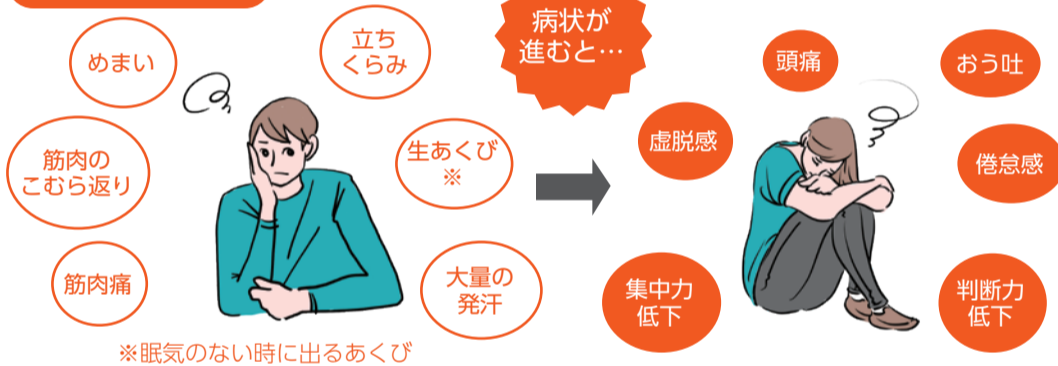 めまい
立ち
くらみ
筋肉の
こむら返り
生あくび
※
筋肉痛
大量の
発汗
※眠気のない時に出るあくび
病状が
進むと…
頭痛
おう吐
虚脱感
倦怠感
集中力
低下
判断力
低下